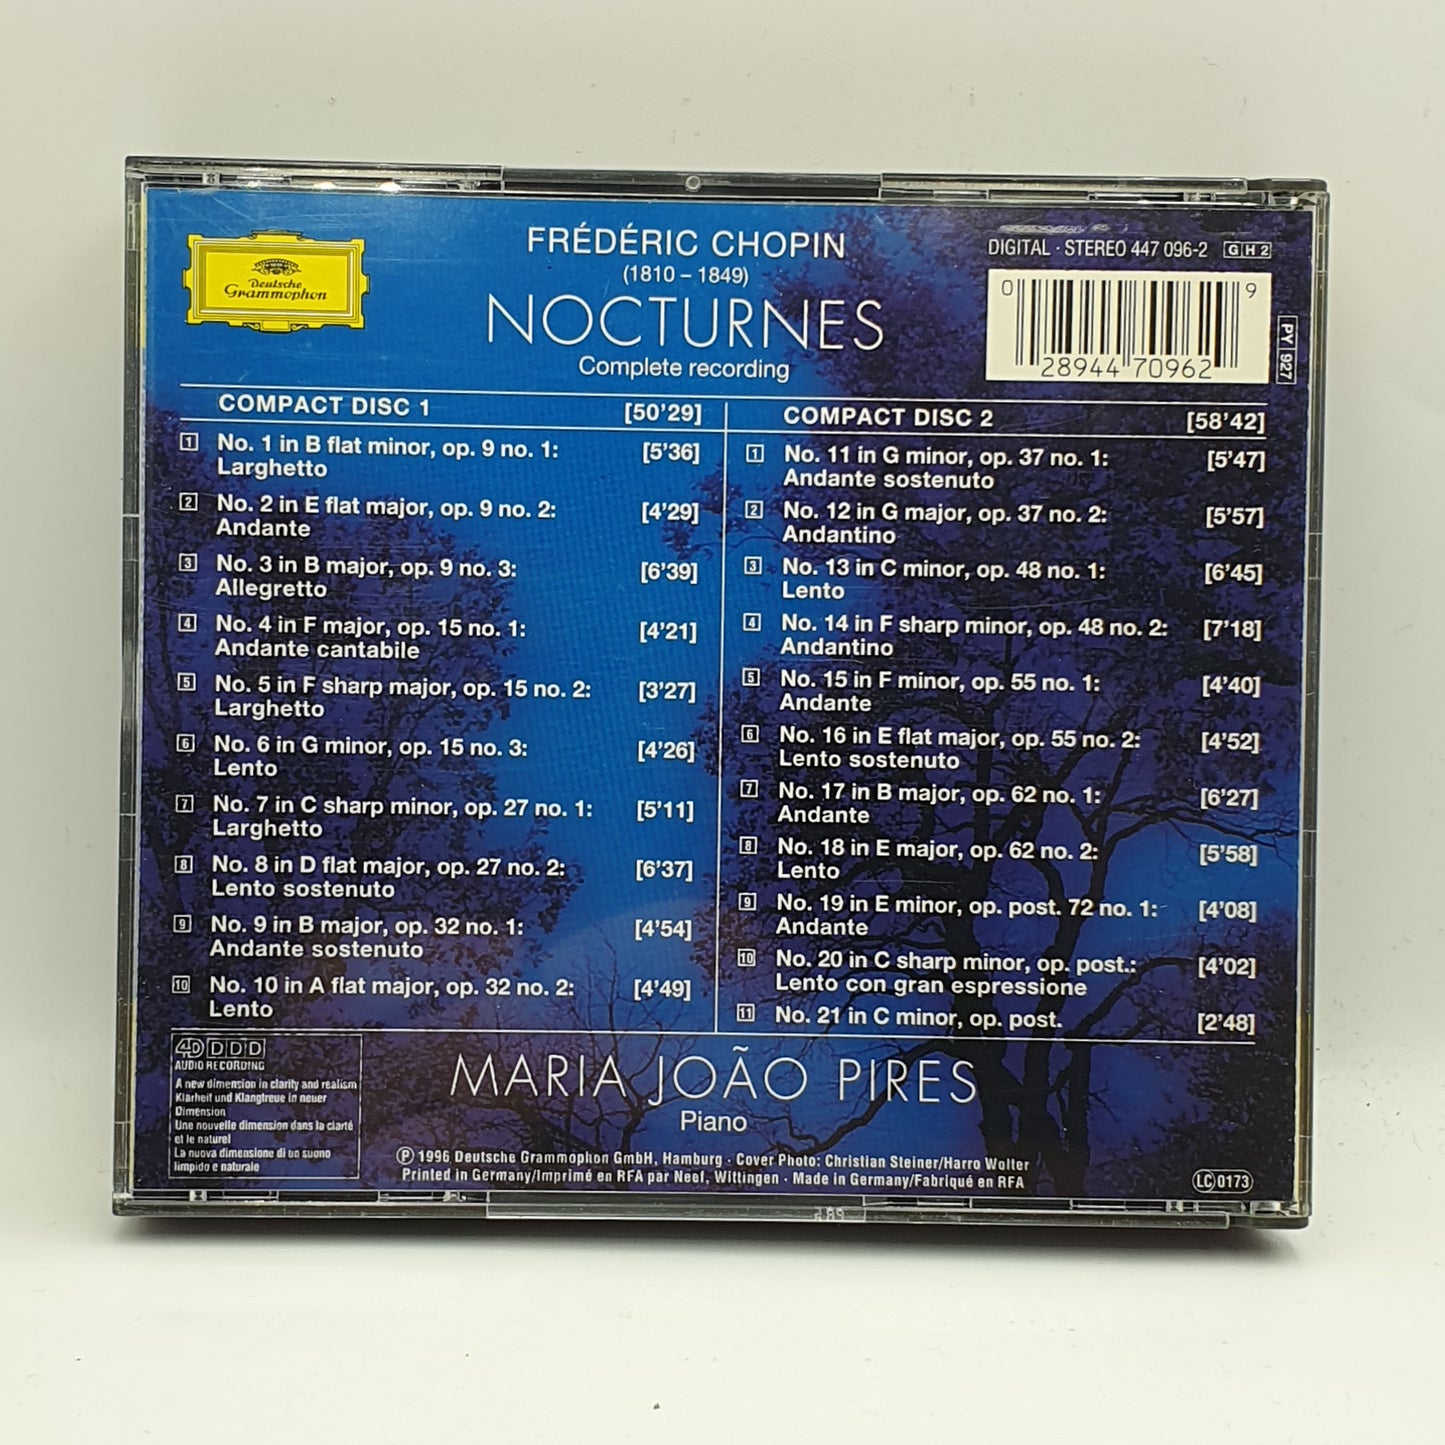 Deutsche
Grammophon
FRÉDÉRIC CHOPIN
(1810 – 1849)
NOCTURNES
Complete recording
DIGITAL · STEREO 447 096-2 GH2
0 28944 70962 9
PY 927
COMPACT DISC 1 [50'29]
1 No. 1 in B flat minor, op. 9 no. 1: [5'36]
Larghetto
2 No. 2 in E flat major, op. 9 no. 2: [4'29]
Andante
3 No. 3 in B major, op. 9 no. 3: [6'39]
Allegretto
4 No. 4 in F major, op. 15 no. 1: [4'21]
Andante cantabile
5 No. 5 in F sharp major, op. 15 no. 2: [3'27]
Larghetto
6 No. 6 in G minor, op. 15 no. 3: [4'26]
Lento
7 No. 7 in C sharp minor, op. 27 no. 1: [5'11]
Larghetto
8 No. 8 in D flat major, op. 27 no. 2: [6'37]
Lento sostenuto
9 No. 9 in B major, op. 32 no. 1: [4'54]
Andante sostenuto
10 No. 10 in A flat major, op. 32 no. 2: [4'49]
Lento
COMPACT DISC 2 [58'42]
1 No. 11 in G minor, op. 37 no. 1: [5'47]
Andante sostenuto
2 No. 12 in G major, op. 37 no. 2: [5'57]
Andantino
3 No. 13 in C minor, op. 48 no. 1: [6'45]
Lento
4 No. 14 in F sharp minor, op. 48 no. 2: [7'18]
Andantino
5 No. 15 in F minor, op. 55 no. 1: [4'40]
Andante
6 No. 16 in E flat major, op. 55 no. 2: [4'52]
Lento sostenuto
7 No. 17 in B major, op. 62 no. 1: [6'27]
Andante
8 No. 18 in E major, op. 62 no. 2: [5'58]
Lento
9 No. 19 in E minor, op. post. 72 no. 1: [4'08]
Andante
10 No. 20 in C sharp minor, op. post.: [4'02]
Lento con gran espressione
11 No. 21 in C minor, op. post. [2'48]
4D DDD
AUDIO RECORDING
A new dimension in clarity and realism
Klarheit und Klangtreue in neuer
Dimension
Une nouvelle dimension dans la clarté
et le naturel
La nuova dimensione di un suono
limpido e naturale
MARIA JOÃO PIRES
Piano
℗ 1996 Deutsche Grammophon GmbH, Hamburg · Cover Photo: Christian Steiner/Harro Wolter
Printed in Germany/Imprimé en RFA par Neef, Wittingen · Made in Germany/Fabriqué en RFA
LC 0173